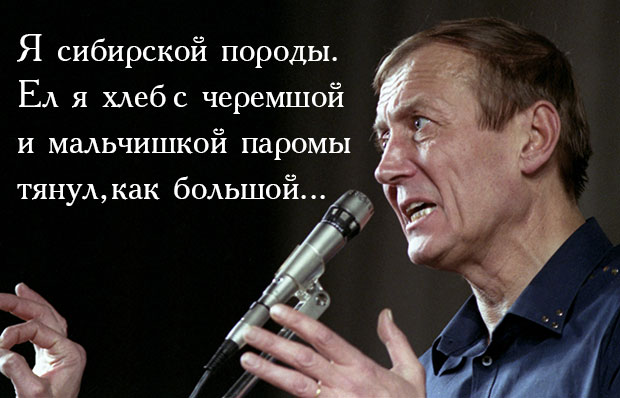 Я сибирской породы.
Ел я хлеб с черемшой
и мальчишкой паромы
тянул, как большой...